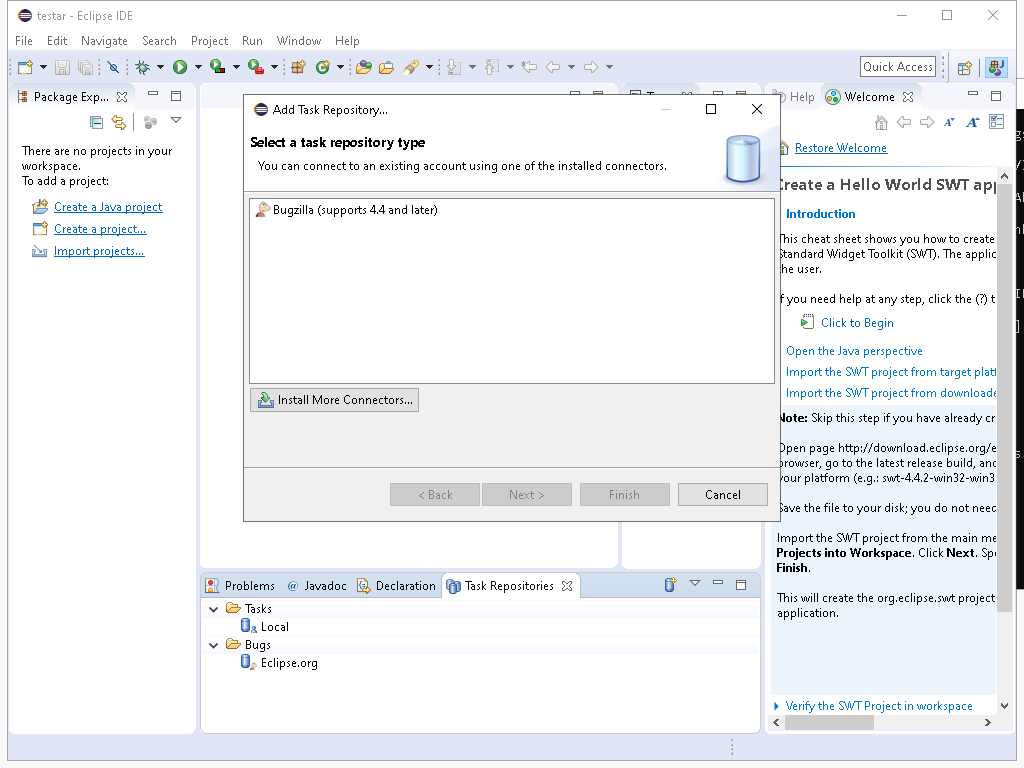 testar - Eclipse IDE
File Edit Navigate Search Project Run Window Help
Quick Access
Package Exp...
There are no projects in your
workspace.
To add a project:
Create a Java project
Create a project...
Import projects...
Add Task Repository...
Select a task repository type
You can connect to an existing account using one of the installed connectors.
Bugzilla (supports 4.4 and later)
Install More Connectors...
< Back Next > Finish Cancel
Help Welcome
Restore Welcome
Create a Hello World SWT app
Introduction
This cheat sheet shows you how to create
Standard Widget Toolkit (SWT). The applic
the user.
If you need help at any step, click the (?) t
Click to Begin
Open the Java perspective
Import the SWT project from target platf
Import the SWT project from downloade
Note: Skip this step if you have already cr
Open page http://download.eclipse.org/e
browser, go to the latest release build, and
your platform (e.g.: swt-4.4.2-win32-win3
Save the file to your disk; you do not need
Import the SWT project from the main me
Projects into Workspace. Click Next. Spe
Finish.
This will create the org.eclipse.swt project
application.
Verify the SWT Project in workspace
Problems @ Javadoc Declaration Task Repositories
Tasks
Local
Bugs
Eclipse.org